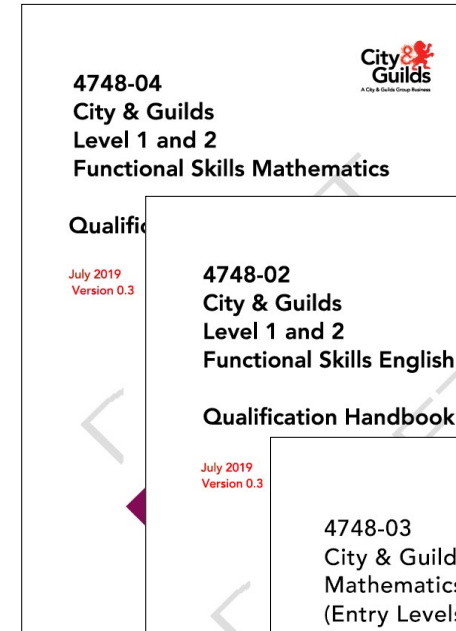 City&
Guilds
A City & Guilds Group Business
4748-04
City & Guilds
Level 1 and 2
Functional Skills Mathematics
Qualific
July 2019
Version 0.3
4748-02
City & Guilds
Level 1 and 2
Functional Skills English
Qualification Handbook
July 2019
Version 0.3
4748-03
City & Guild
Mathematics
(Entry Levels